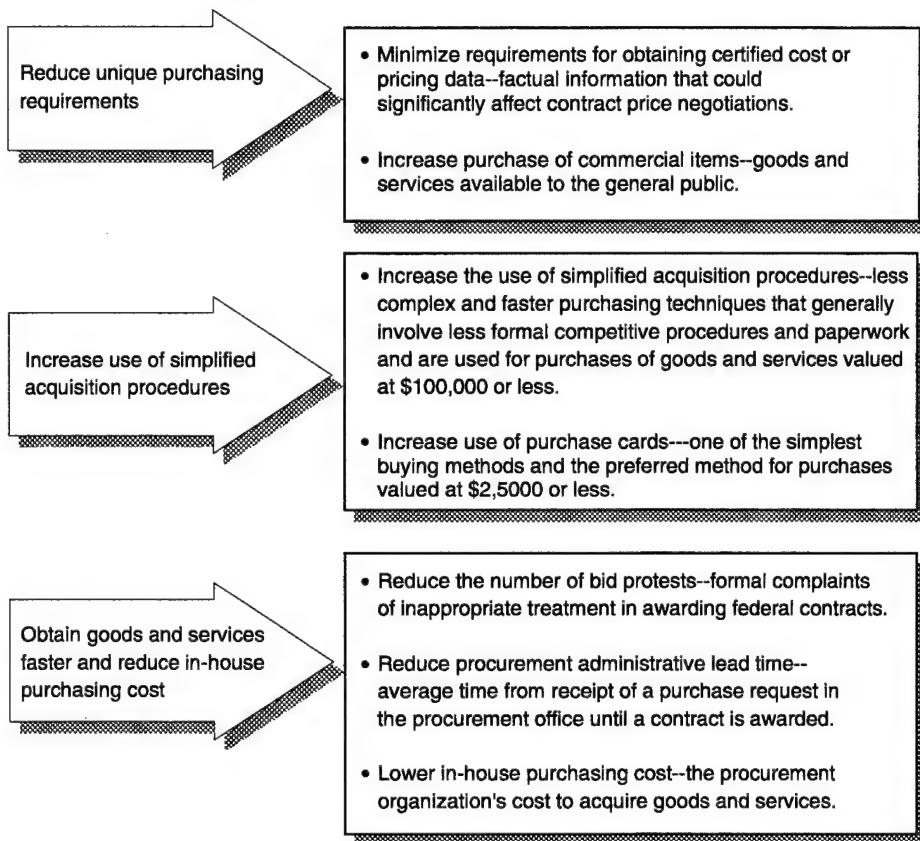 Reduce unique purchasing
requirements
• Minimize requirements for obtaining certified cost or
pricing data--factual information that could
significantly affect contract price negotiations.
• Increase purchase of commercial items--goods and
services available to the general public.
Increase use of simplified
acquisition procedures
• Increase the use of simplified acquisition procedures--less
complex and faster purchasing techniques that generally
involve less formal competitive procedures and paperwork
and are used for purchases of goods and services valued
at $100,000 or less.
• Increase use of purchase cards---one of the simplest
buying methods and the preferred method for purchases
valued at $2,5000 or less.
Obtain goods and services
faster and reduce in-house
purchasing cost
• Reduce the number of bid protests--formal complaints
of inappropriate treatment in awarding federal contracts.
• Reduce procurement administrative lead time--
average time from receipt of a purchase request in
the procurement office until a contract is awarded.
• Lower in-house purchasing cost--the procurement
organization's cost to acquire goods and services.